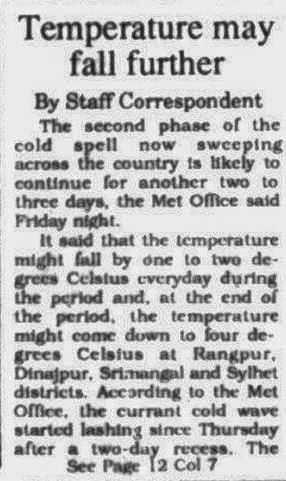 Temperature may
fall further
By Staff Correspondent
The second phase of the
cold spell now sweeping
across the country is likely to
continue for another two to
three days, the Met Office said
Friday night.
It said that the temperature
might fall by one to two de-
grees Celsius everyday during
the period and, at the end of
the period, the temperature
might come down to four de-
grees Celsius at Rangpur,
Dinajpur, Srimangal and Sylhet
districts. According to the Met
Office, the currant cold wave
started lashing since Thursday
after a two-day recess. The
See Page 12 Col 7